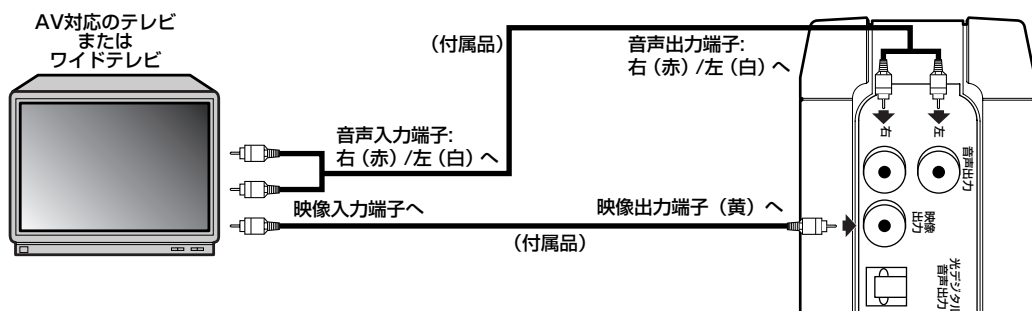 AV対応のテレビ
または
ワイドテレビ
（付属品）
音声出力端子:
右（赤）/左（白）へ
音声入力端子:
右（赤）/左（白）へ
映像入力端子へ
映像出力端子（黄）へ
（付属品）
右
左
音声出力
映像
出力
光デジタル
音声出力